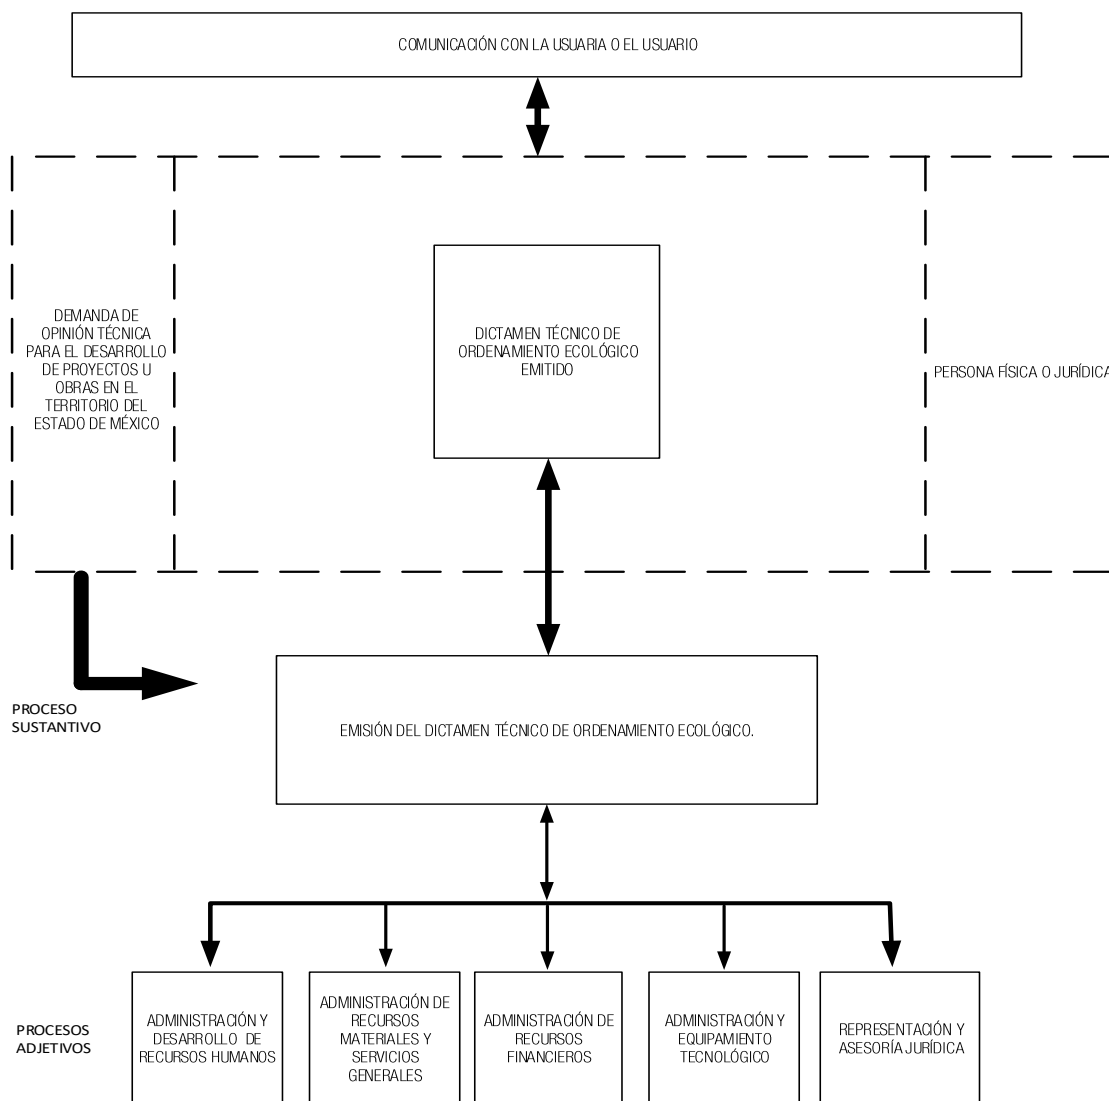 COMUNICACIÓN CON LA USUARIA O EL USUARIO
DEMANDA DE
OPINIÓN TÉCNICA
PARA EL DESARROLLO
DE PROYECTOS U
OBRAS EN EL
TERRITORIO DEL
ESTADO DE MÉXICO
DICTAMEN TÉCNICO DE
ORDENAMIENTO ECOLÓGICO
EMITIDO
PERSONA FÍSICA O JURÍDICA
PROCESO
SUSTANTIVO
EMISIÓN DEL DICTAMEN TÉCNICO DE ORDENAMIENTO ECOLÓGICO.
PROCESOS
ADJETIVOS
ADMINISTRACIÓN Y
DESARROLLO DE
RECURSOS HUMANOS
ADMINISTRACIÓN DE
RECURSOS
MATERIALES Y
SERVICIOS
GENERALES
ADMINISTRACIÓN DE
RECURSOS
FINANCIEROS
ADMINISTRACIÓN Y
EQUIPAMIENTO
TECNOLÓGICO
REPRESENTACIÓN Y
ASESORÍA JURÍDICA